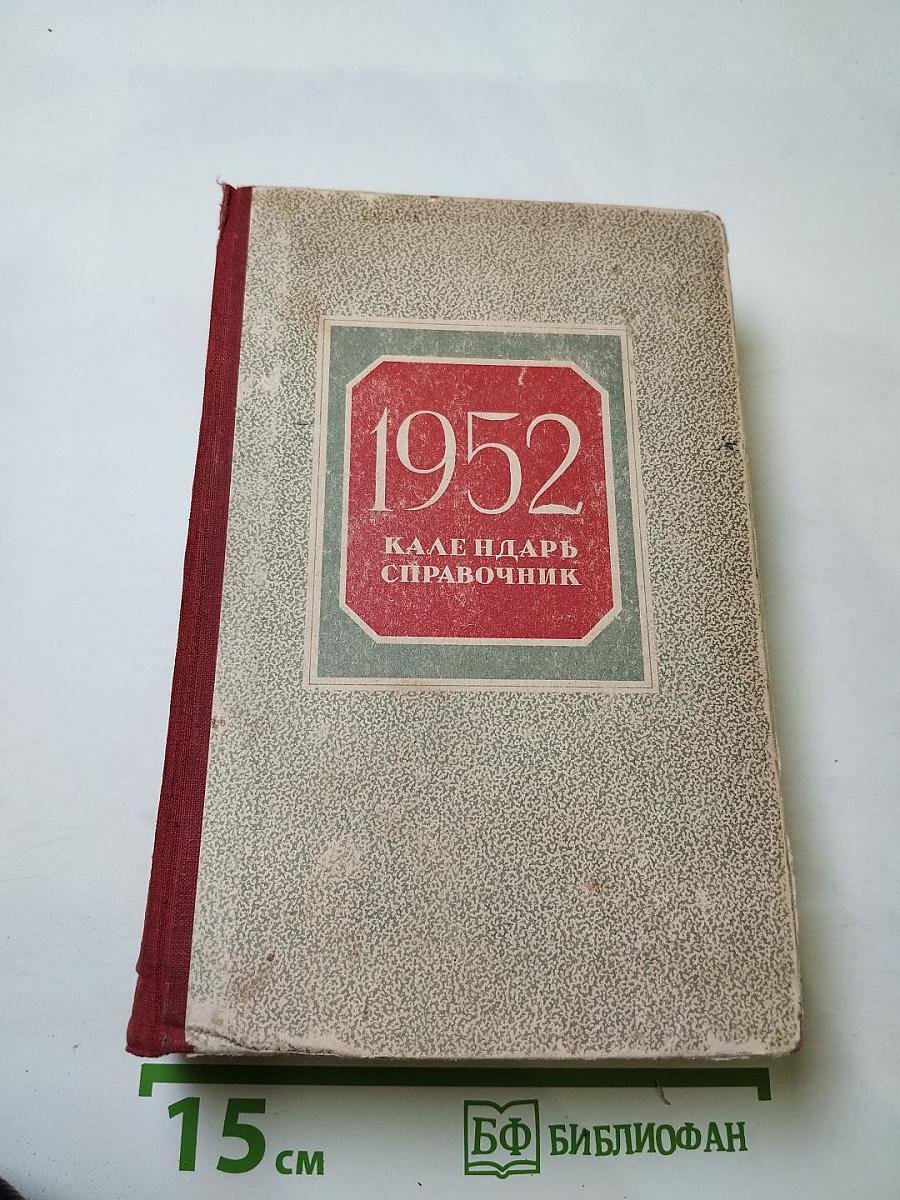 1952
КАЛЕНДАРЬ
СПРАВОЧНИК
15 см
БФ БИБЛИОФАН